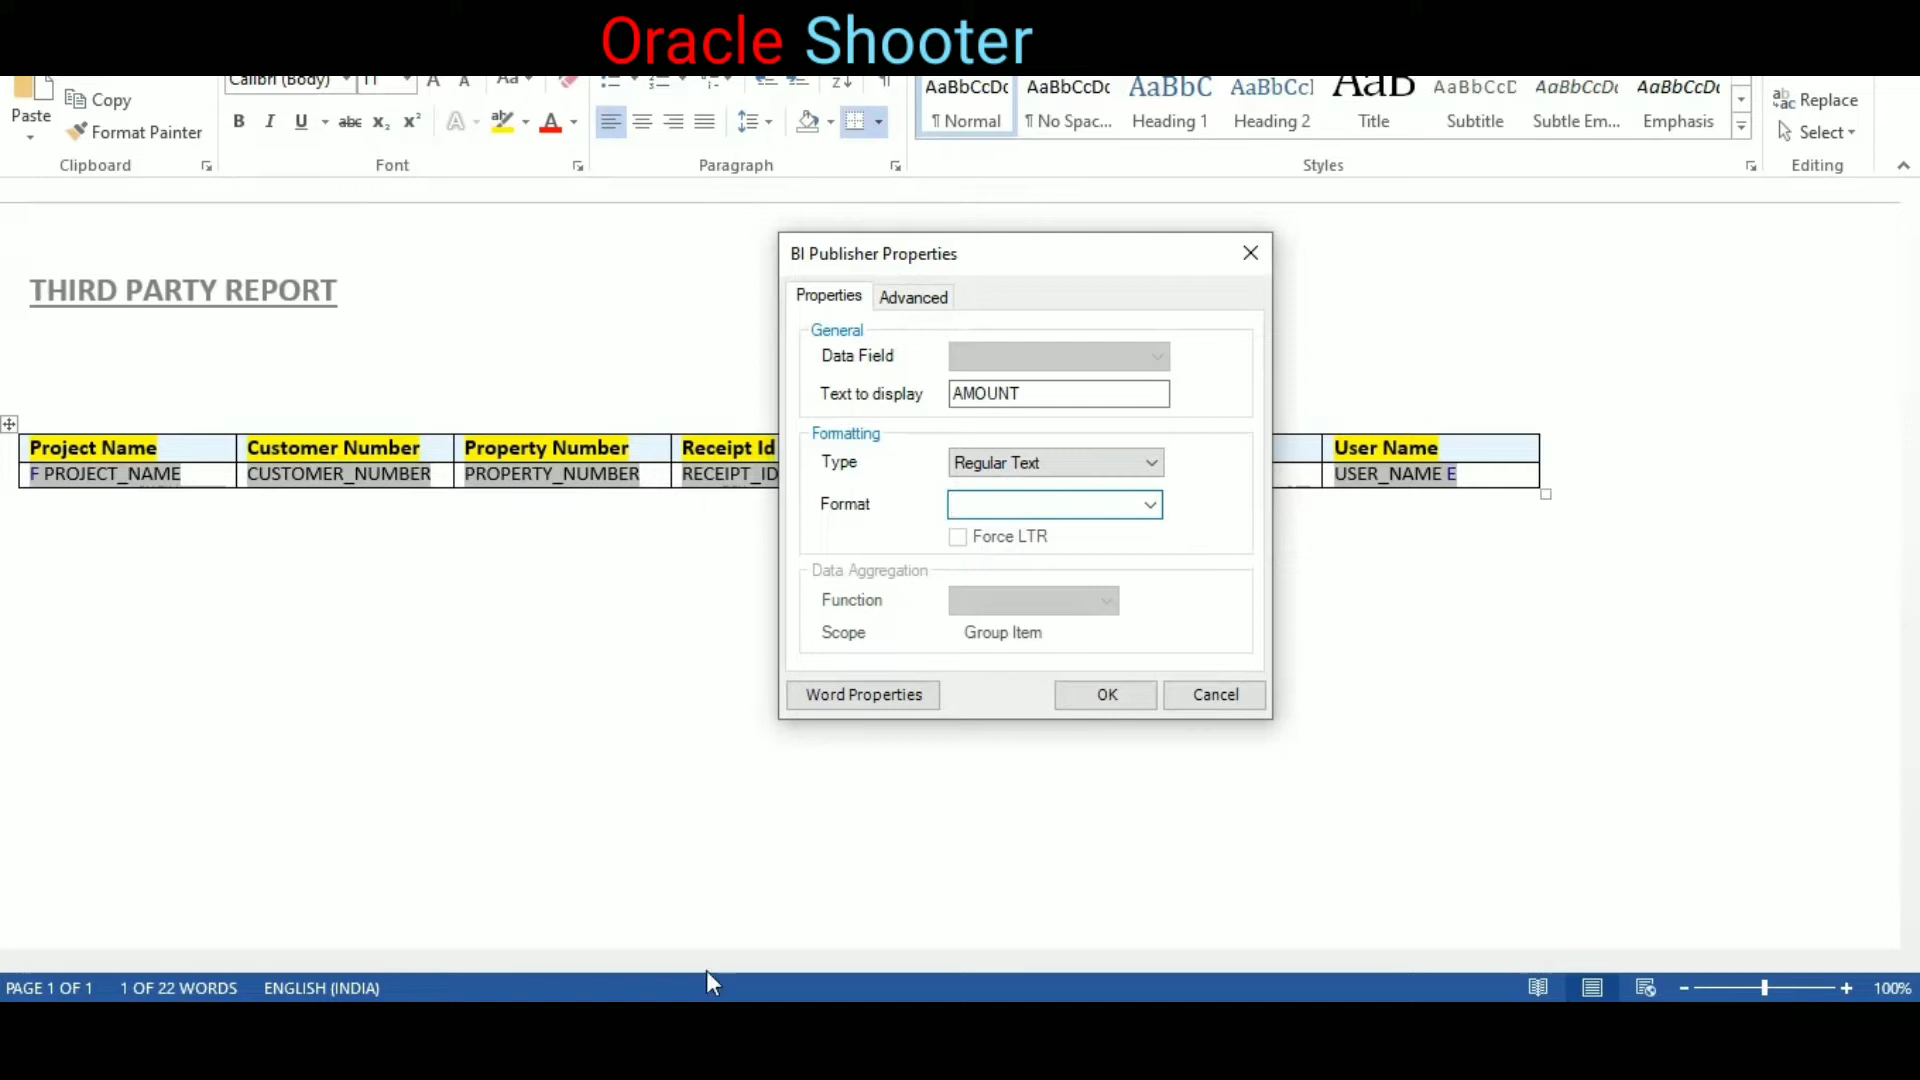 Oracle Shooter
Calibri (Body) 11 A A Aa
Paste
Copy
Format Painter
B I U abc x₂ x² A A
Clipboard Font Paragraph Styles Editing
AaBbCcDc AaBbCcDc AaBbC AaBbCcI AaB AaBbCcD AaBbCcDc AaBbCcDc
¶ Normal ¶ No Spac... Heading 1 Heading 2 Title Subtitle Subtle Em... Emphasis
Replace
Select
THIRD PARTY REPORT
Project Name Customer Number Property Number Receipt Id User Name
F PROJECT_NAME CUSTOMER_NUMBER PROPERTY_NUMBER RECEIPT_ID USER_NAME E
BI Publisher Properties
Properties Advanced
General
Data Field
Text to display AMOUNT
Formatting
Type Regular Text
Format
Force LTR
Data Aggregation
Function
Scope Group Item
Word Properties OK Cancel
PAGE 1 OF 1 1 OF 22 WORDS ENGLISH (INDIA) 100%